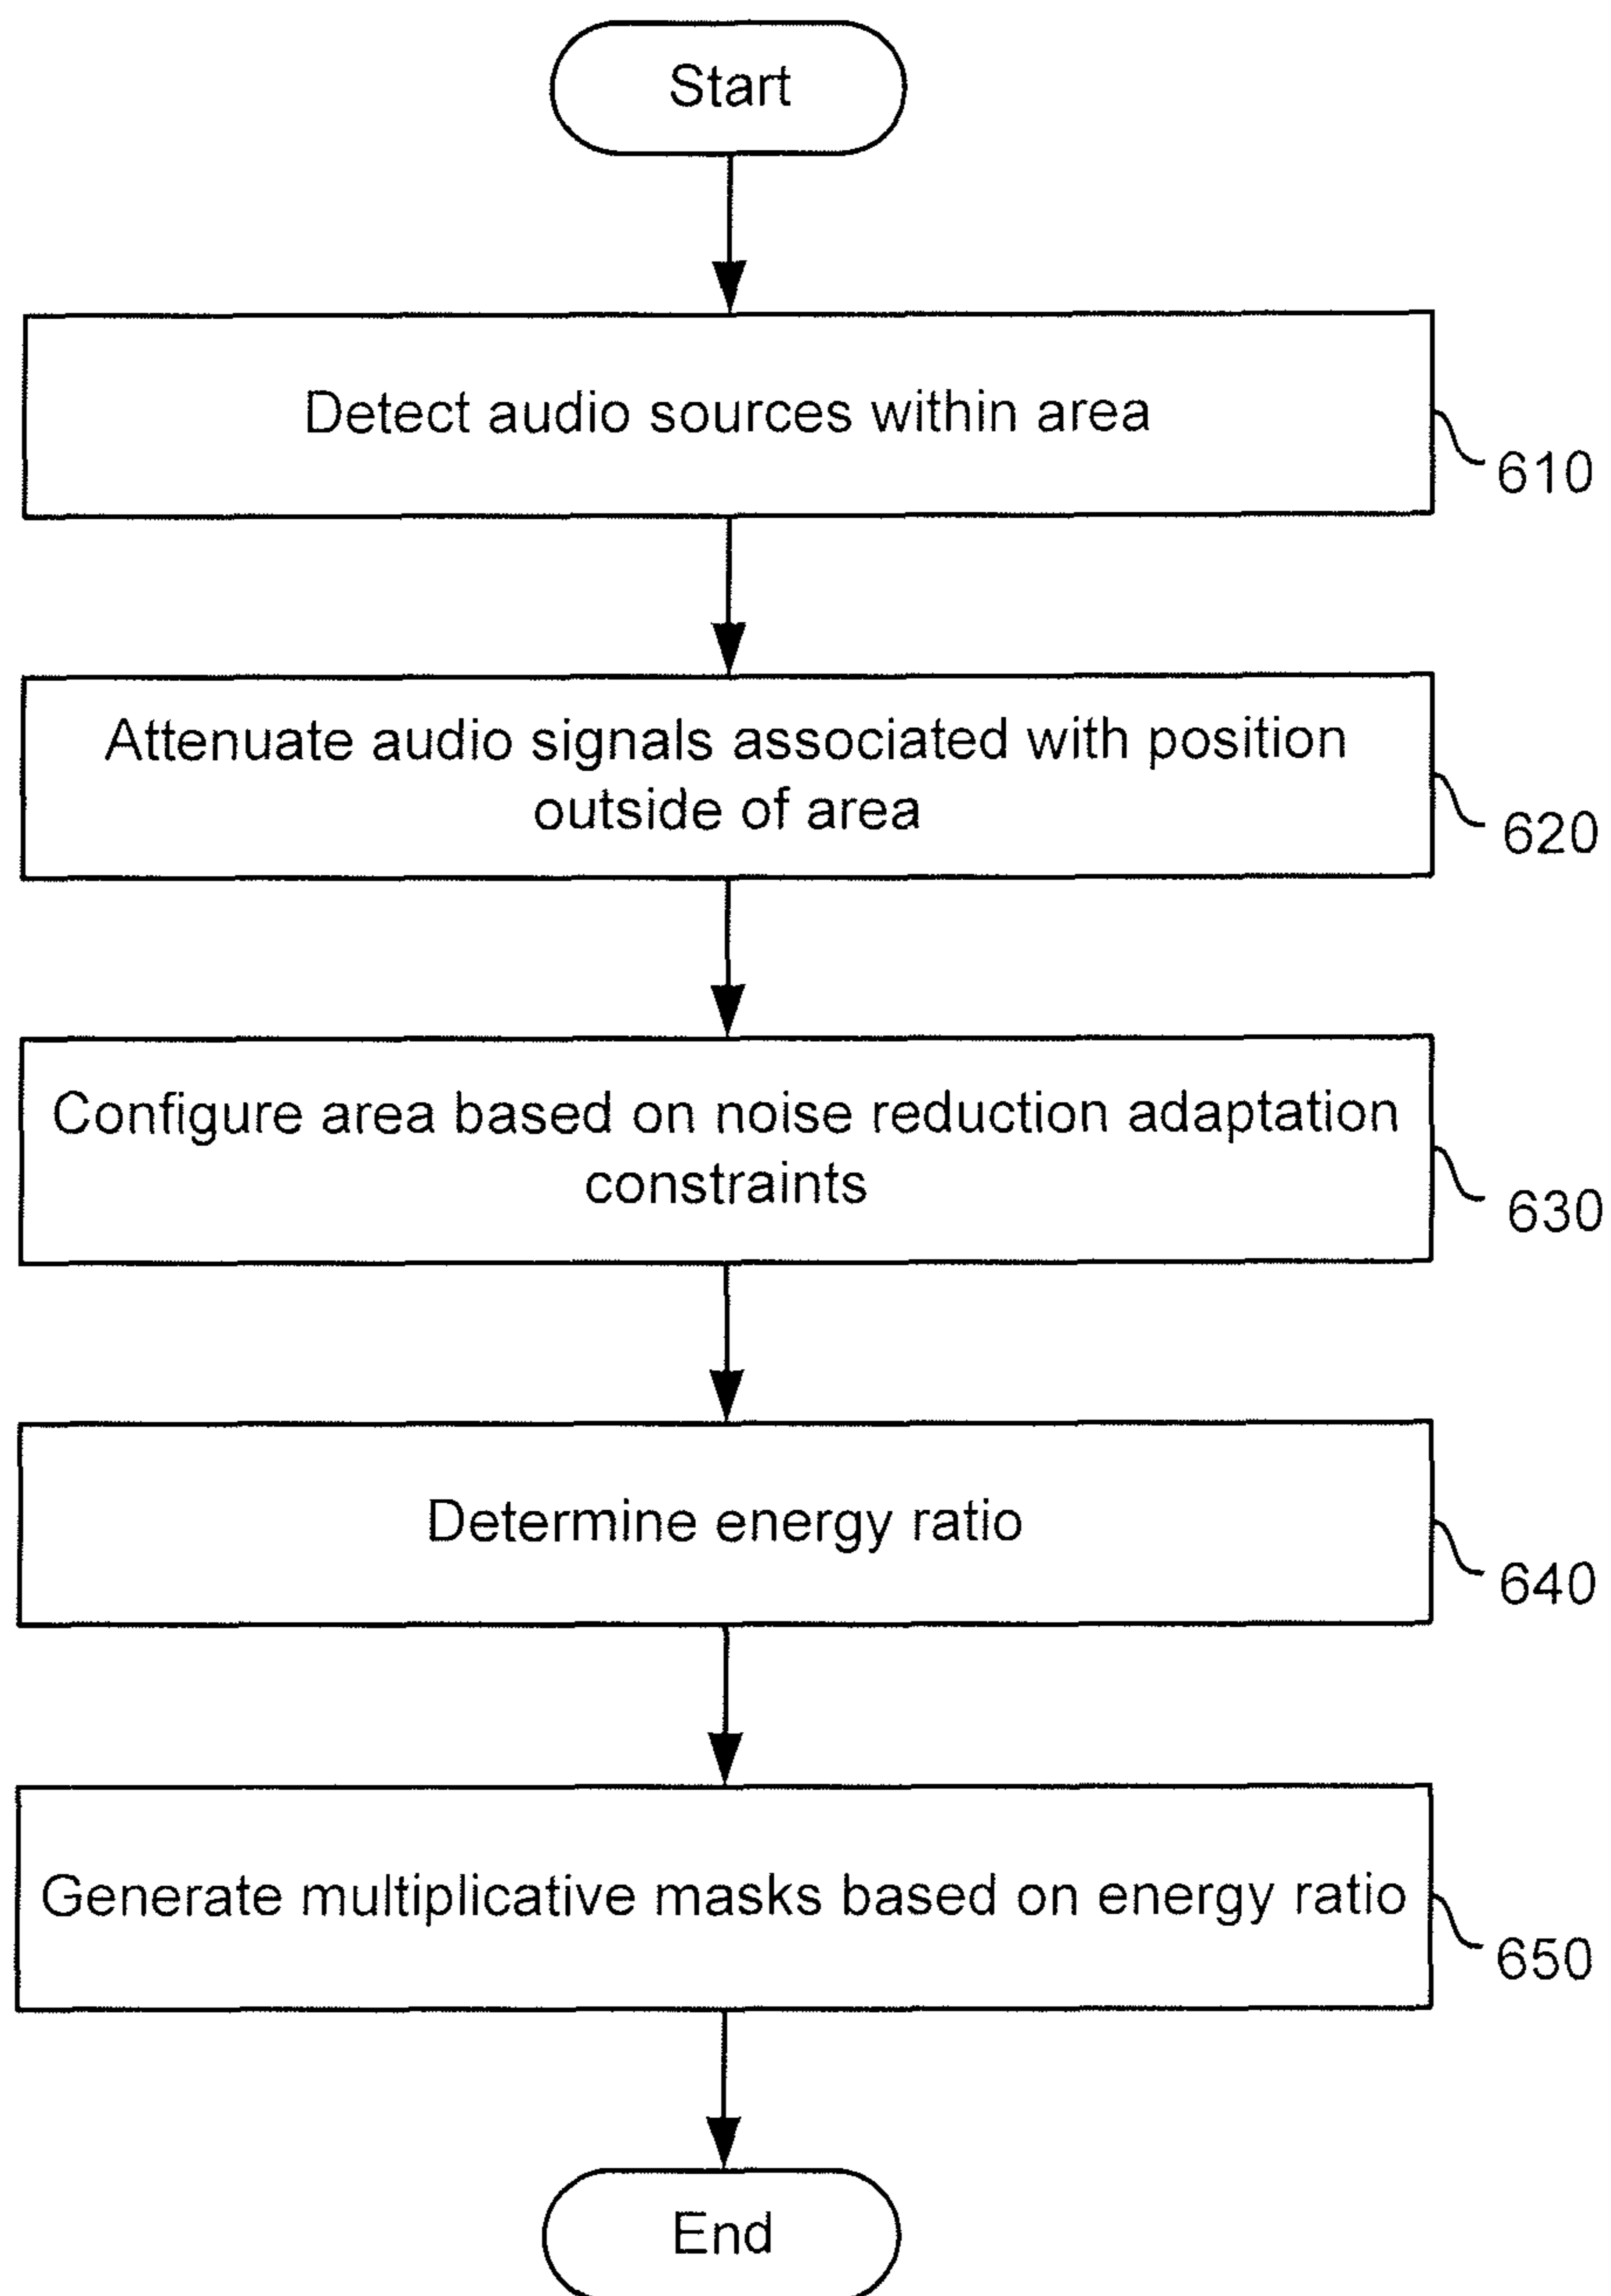 Start
Detect audio sources within area
610
Attenuate audio signals associated with position
outside of area
620
Configure area based on noise reduction adaptation
constraints
630
Determine energy ratio
640
Generate multiplicative masks based on energy ratio
650
End